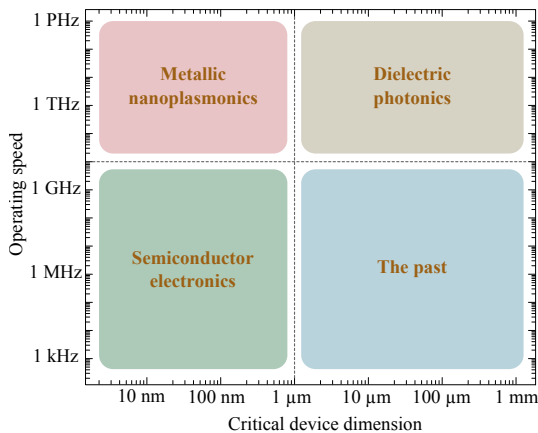 1 PHz
1 THz
1 GHz
1 MHz
1 kHz
Operating speed
Metallic
nanoplasmonics
Dielectric
photonics
Semiconductor
electronics
The past
10 nm
100 nm
1 μm
10 μm
100 μm
1 mm
Critical device dimension